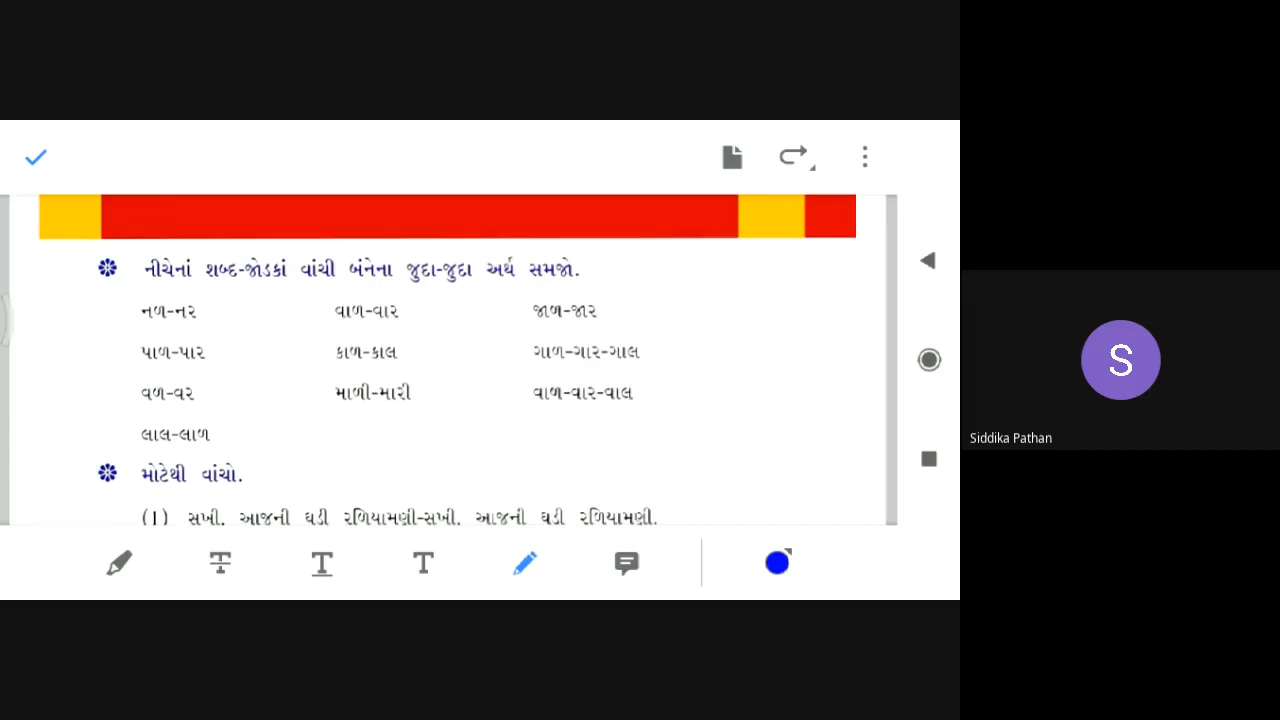 નીચેનાં શબ્દ-જોડકાં વાંચી બંનેના જુદા-જુદા અર્થ સમજો.
નળ-નર વાળ-વાર જાળ-જાર
પાળ-પાર કાળ-કાલ ગાળ-ગાર-ગાલ
વળ-વર માળી-મારી વાળ-વાર-વાલ
લાલ-લાળ
મોટેથી વાંચો.
(1) સખી, આજની ઘડી રળિયામણી-સખી, આજની ઘડી રળિયામણી.
T T T
S
Siddika Pathan